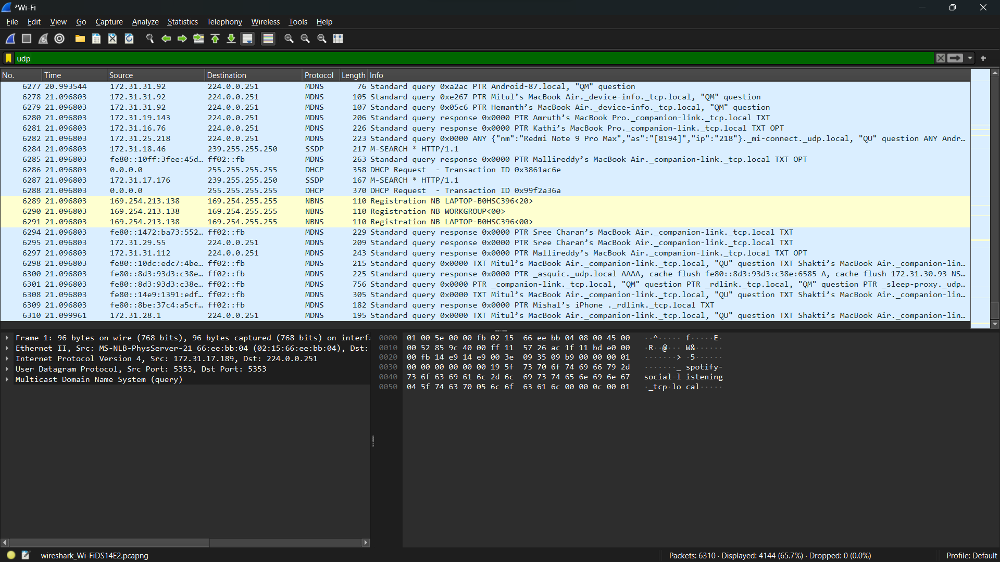 *Wi-Fi
File Edit View Go Capture Analyze Statistics Telephony Wireless Tools Help
udp
No. Time Source Destination Protocol Length Info
6277 20.993544 172.31.31.92 224.0.0.251 MDNS 76 Standard query 0xa2ac PTR Android-87.local, "QM" question
6278 21.096803 172.31.31.92 224.0.0.251 MDNS 105 Standard query 0xe267 PTR Mitul’s MacBook Air._device-info._tcp.local, "QM" question
6279 21.096803 172.31.31.92 224.0.0.251 MDNS 107 Standard query 0x05c6 PTR Hemanth’s MacBook Air._device-info._tcp.local, "QM" question
6280 21.096803 172.31.19.143 224.0.0.251 MDNS 206 Standard query response 0x0000 PTR Amruth’s MacBook Pro._companion-link._tcp.local TXT
6281 21.096803 172.31.16.76 224.0.0.251 MDNS 226 Standard query response 0x0000 PTR Kathi’s MacBook Pro._companion-link._tcp.local TXT OPT
6282 21.096803 172.31.25.218 224.0.0.251 MDNS 223 Standard query 0x0000 ANY {"nm":"Redmi Note 9 Pro Max","as":"[8194]","ip":"218"}._mi-connect._udp.local, "QU" question ANY Andr…
6284 21.096803 172.31.18.46 239.255.255.250 SSDP 217 M-SEARCH * HTTP/1.1
6285 21.096803 fe80::10ff:3fee:45d… ff02::fb MDNS 263 Standard query response 0x0000 PTR Mallireddy’s MacBook Air._companion-link._tcp.local TXT OPT
6286 21.096803 0.0.0.0 255.255.255.255 DHCP 358 DHCP Request - Transaction ID 0x3861ac6e
6287 21.096803 172.31.17.176 239.255.255.250 SSDP 167 M-SEARCH * HTTP/1.1
6288 21.096803 0.0.0.0 255.255.255.255 DHCP 370 DHCP Request - Transaction ID 0x99f2a36a
6289 21.096803 169.254.213.138 169.254.255.255 NBNS 110 Registration NB LAPTOP-B0HSC396<20>
6290 21.096803 169.254.213.138 169.254.255.255 NBNS 110 Registration NB WORKGROUP<00>
6291 21.096803 169.254.213.138 169.254.255.255 NBNS 110 Registration NB LAPTOP-B0HSC396<00>
6294 21.096803 fe80::1472:ba73:552… ff02::fb MDNS 229 Standard query response 0x0000 PTR Sree Charan’s MacBook Air._companion-link._tcp.local TXT
6295 21.096803 172.31.29.55 224.0.0.251 MDNS 209 Standard query response 0x0000 PTR Sree Charan’s MacBook Air._companion-link._tcp.local TXT
6297 21.096803 172.31.31.112 224.0.0.251 MDNS 243 Standard query response 0x0000 PTR Mallireddy’s MacBook Air._companion-link._tcp.local TXT OPT
6298 21.096803 fe80::10dc:edc7:4be… ff02::fb MDNS 215 Standard query 0x0000 TXT Mitul’s MacBook Air._companion-link._tcp.local, "QU" question TXT Shakti’s MacBook Air._companion-lin…
6300 21.096803 fe80::8d3:93d3:c38e… ff02::fb MDNS 225 Standard query response 0x0000 PTR _asquic._udp.local AAAA, cache flush fe80::8d3:93d3:c38e:6585 A, cache flush 172.31.30.93 NS…
6301 21.096803 fe80::8d3:93d3:c38e… ff02::fb MDNS 756 Standard query 0x0000 PTR _companion-link._tcp.local, "QM" question PTR _rdlink._tcp.local, "QM" question PTR _sleep-proxy._udp…
6308 21.096803 fe80::14e9:1391:edf… ff02::fb MDNS 305 Standard query 0x0000 TXT Mitul’s MacBook Air._companion-link._tcp.local, "QU" question TXT Shakti’s MacBook Air._companion-lin…
6309 21.096803 fe80::8be:37c4:a5cf… ff02::fb MDNS 182 Standard query response 0x0000 PTR Mishal’s iPhone ._rdlink._tcp.local TXT
6310 21.099961 172.31.28.1 224.0.0.251 MDNS 195 Standard query 0x0000 TXT Mitul’s MacBook Air._companion-link._tcp.local, "QU" question TXT Shakti’s MacBook Air._companion-lin…
Frame 1: 96 bytes on wire (768 bits), 96 bytes captured (768 bits) on interfa
Ethernet II, Src: MS-NLB-PhysServer-21_66:ee:bb:04 (02:15:66:ee:bb:04), Dst:
Internet Protocol Version 4, Src: 172.31.17.189, Dst: 224.0.0.251
User Datagram Protocol, Src Port: 5353, Dst Port: 5353
Multicast Domain Name System (query)
0000 01 00 5e 00 00 fb 02 15 66 ee bb 04 08 00 45 00 ··^····· f·····E·
0010 00 52 85 9c 40 00 ff 11 57 26 ac 1f 11 bd e0 00 ·R··@··· W&······
0020 00 fb 14 e9 14 e9 00 3e 09 35 09 b9 00 00 00 01 ·······> ·5······
0030 00 00 00 00 00 00 19 5f 73 70 6f 74 69 66 79 2d ·······_ spotify-
0040 73 6f 63 69 61 6c 2d 6c 69 73 74 65 6e 69 6e 67 social-l istening
0050 04 5f 74 63 70 05 6c 6f 63 61 6c 00 00 0c 00 01 ·_tcp·lo cal·····
wireshark_Wi-FiDS14E2.pcapng
Packets: 6310 · Displayed: 4144 (65.7%) · Dropped: 0 (0.0%)
Profile: Default